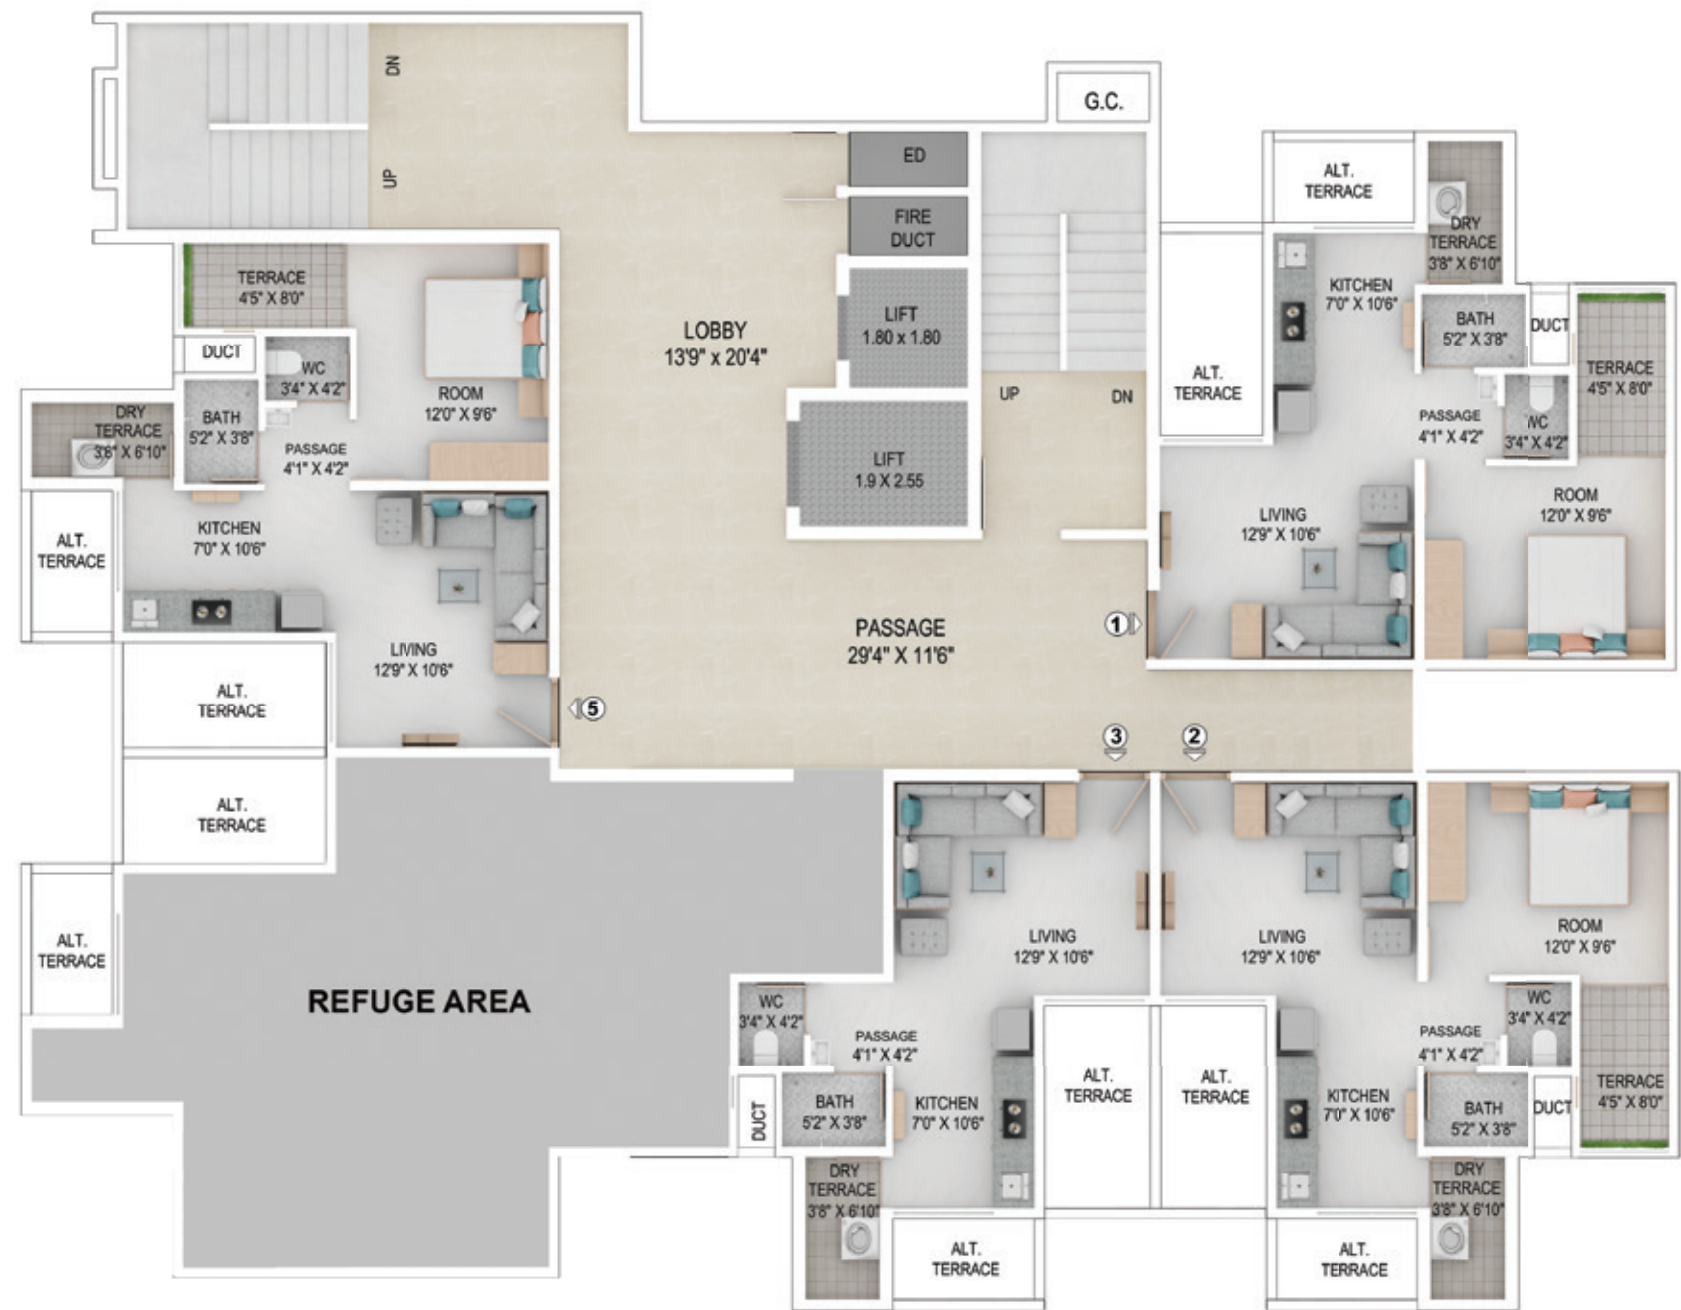 DN
UP
G.C.
ED
FIRE
DUCT
LIFT
1.80 x 1.80
LIFT
1.9 X 2.55
LOBBY
13'9" x 20'4"
UP
DN
PASSAGE
29'4" X 11'6"
TERRACE
4'5" X 8'0"
DUCT
WC
3'4" X 4'2"
ROOM
12'0" X 9'6"
DRY
TERRACE
3'8" X 6'10"
BATH
5'2" X 3'8"
PASSAGE
4'1" X 4'2"
ALT.
TERRACE
KITCHEN
7'0" X 10'6"
LIVING
12'9" X 10'6"
5
ALT.
TERRACE
ALT.
TERRACE
ALT.
TERRACE
REFUGE AREA
ALT.
TERRACE
DRY
TERRACE
3'8" X 6'10"
KITCHEN
7'0" X 10'6"
BATH
5'2" X 3'8"
DUCT
TERRACE
4'5" X 8'0"
ALT.
TERRACE
PASSAGE
4'1" X 4'2"
WC
3'4" X 4'2"
LIVING
12'9" X 10'6"
ROOM
12'0" X 9'6"
1
3
2
LIVING
12'9" X 10'6"
WC
3'4" X 4'2"
PASSAGE
4'1" X 4'2"
DUCT
BATH
5'2" X 3'8"
KITCHEN
7'0" X 10'6"
ALT.
TERRACE
DRY
TERRACE
3'8" X 6'10"
ALT.
TERRACE
LIVING
12'9" X 10'6"
ROOM
12'0" X 9'6"
WC
3'4" X 4'2"
PASSAGE
4'1" X 4'2"
ALT.
TERRACE
KITCHEN
7'0" X 10'6"
BATH
5'2" X 3'8"
DUCT
TERRACE
4'5" X 8'0"
DRY
TERRACE
3'8" X 6'10"
ALT.
TERRACE